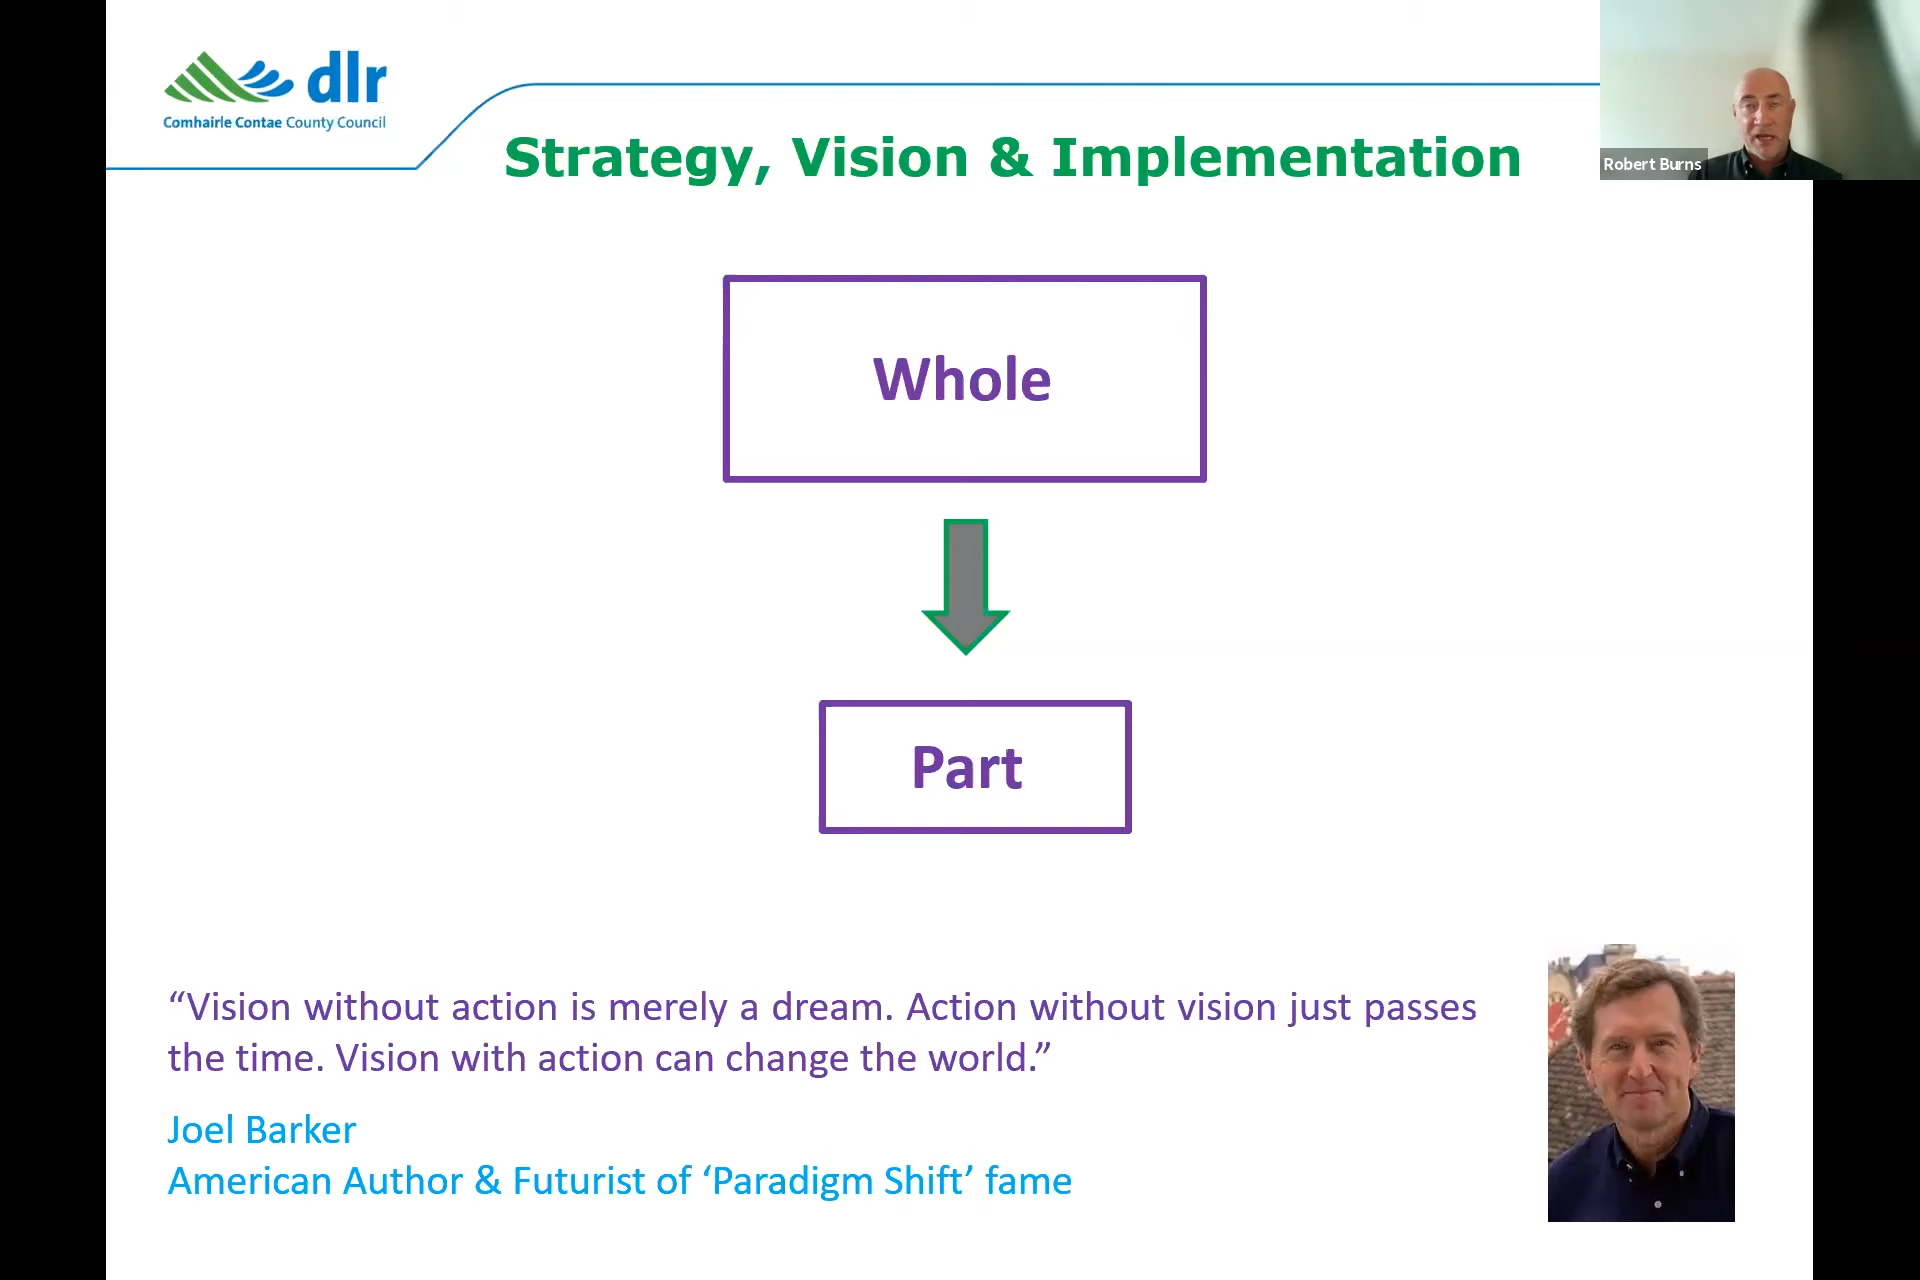 dlr
Comhairle Contae County Council
Strategy, Vision & Implementation
Robert Burns
Whole
Part
“Vision without action is merely a dream. Action without vision just passes
the time. Vision with action can change the world.”
Joel Barker
American Author & Futurist of ‘Paradigm Shift’ fame